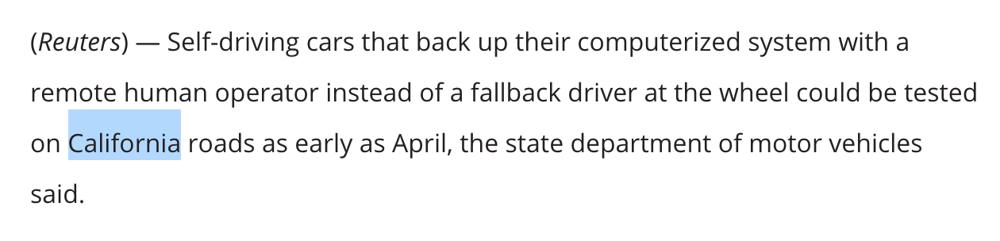 (Reuters) — Self-driving cars that back up their computerized system with a
remote human operator instead of a fallback driver at the wheel could be tested
on California roads as early as April, the state department of motor vehicles
said.